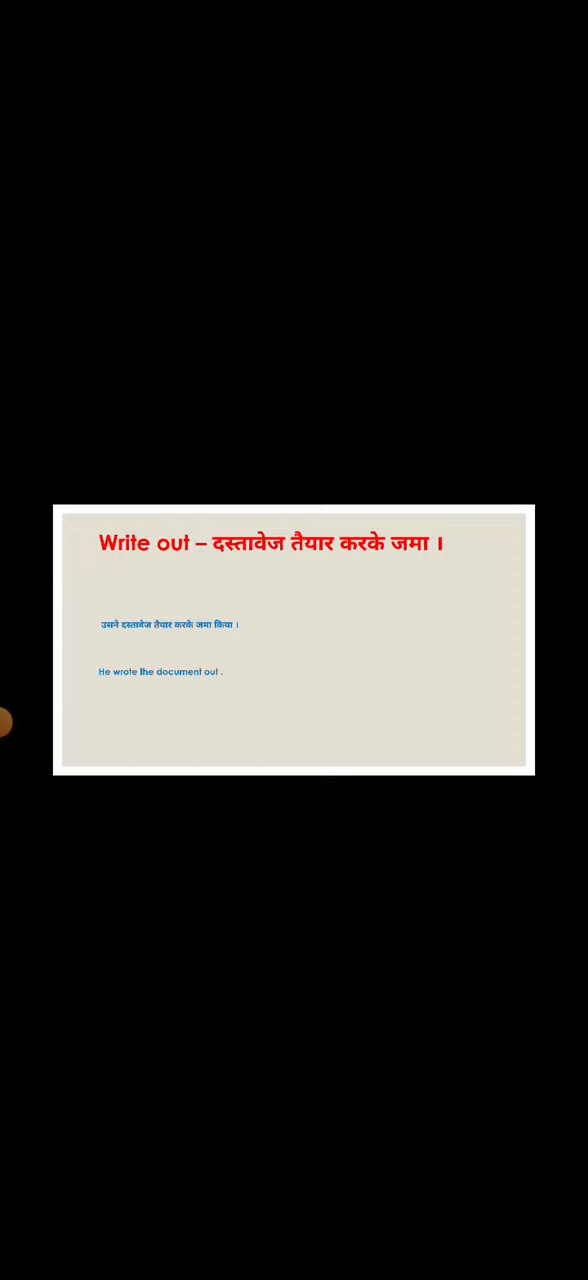 Write out – दस्तावेज तैयार करके जमा ।
उसने दस्तावेज तैयार करके जमा किया ।
He wrote the document out .